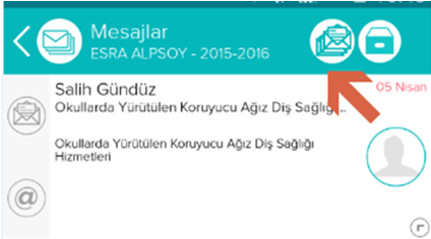 Mesajlar
ESRA ALPSOY - 2015-2016
Salih Gündüz
05 Nisan
Okullarda Yürütülen Koruyucu Ağız Diş Sağlığı...
Okullarda Yürütülen Koruyucu Ağız Diş Sağlığı
Hizmetleri
@